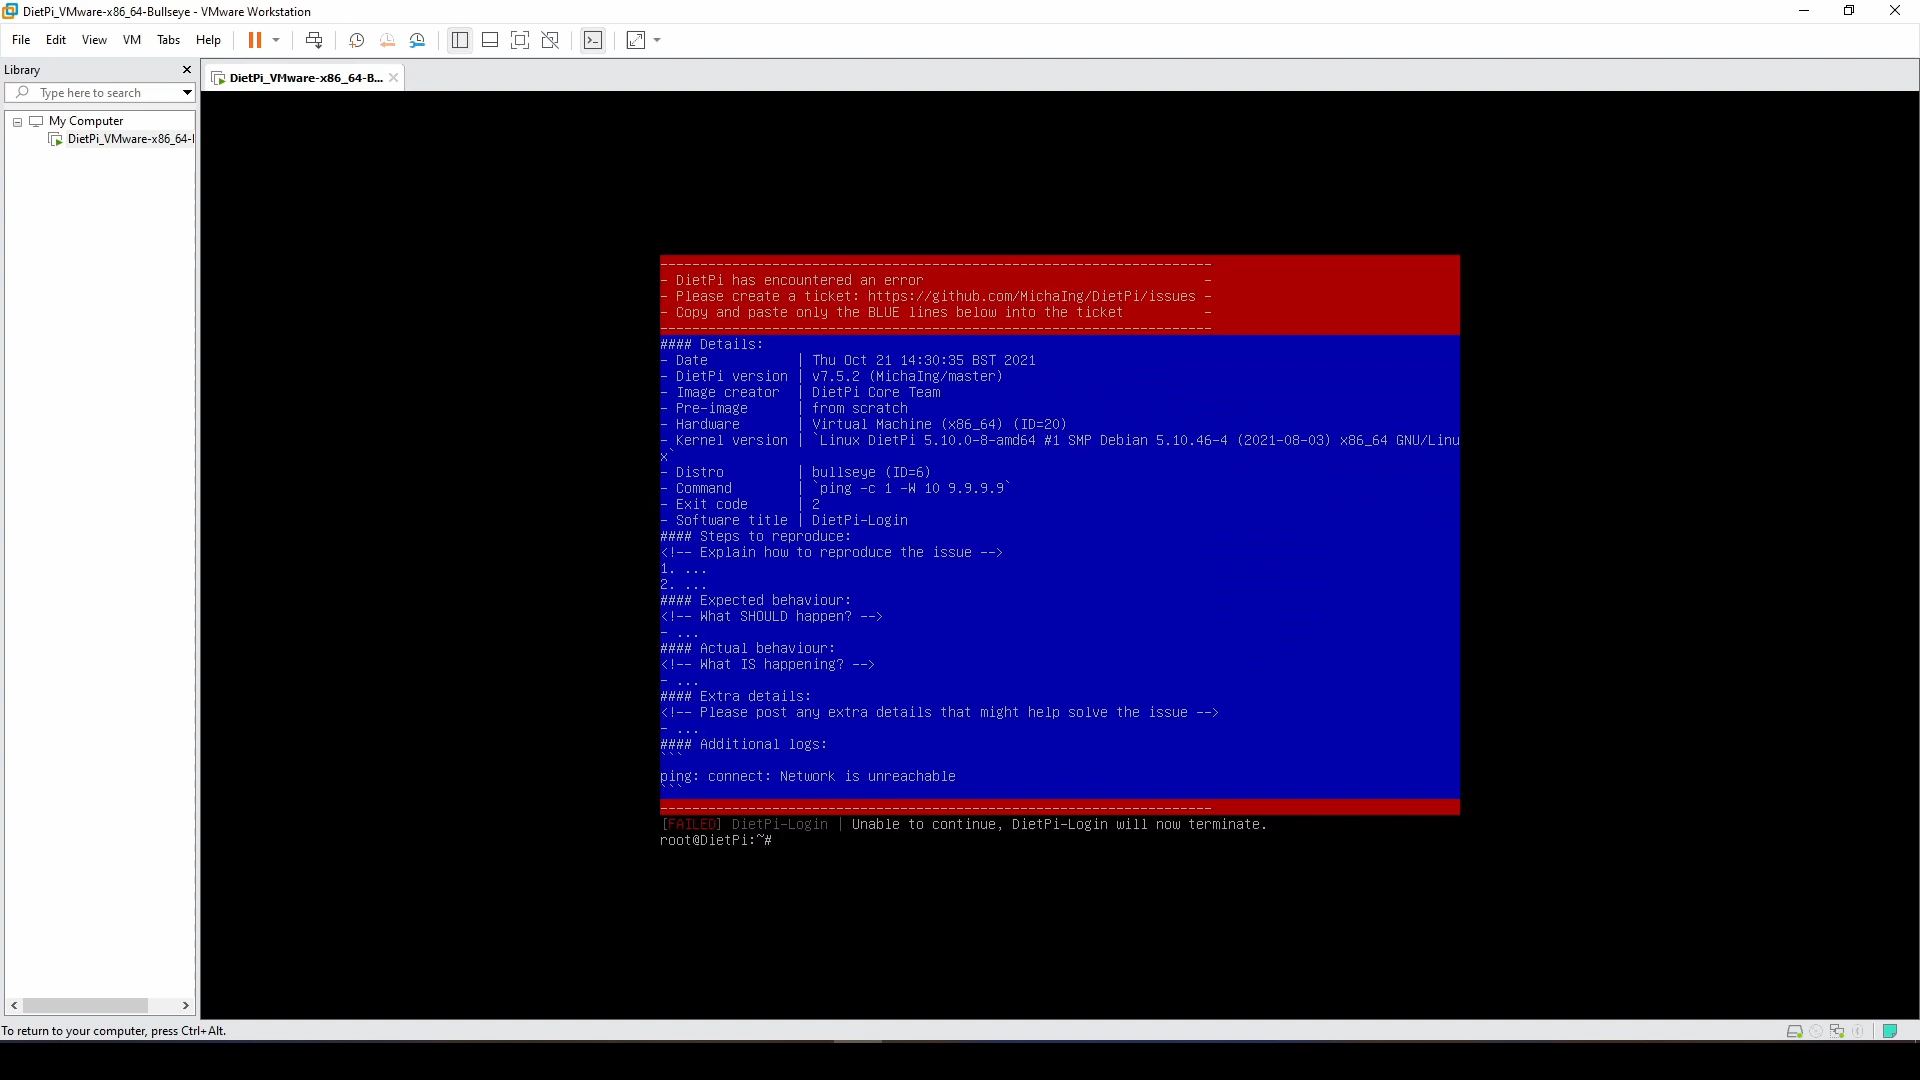 DietPi_VMware-x86_64-Bullseye - VMware Workstation
File Edit View VM Tabs Help
Library
DietPi_VMware-x86_64-B...
Type here to search
My Computer
DietPi_VMware-x86_64-
---------------------------------------------------------------------
- DietPi has encountered an error                                   -
- Please create a ticket: https://github.com/MichaIng/DietPi/issues -
- Copy and paste only the BLUE lines below into the ticket          -
---------------------------------------------------------------------
#### Details:
- Date           | Thu Oct 21 14:30:35 BST 2021
- DietPi version | v7.5.2 (MichaIng/master)
- Image creator  | DietPi Core Team
- Pre-image      | from scratch
- Hardware       | Virtual Machine (x86_64) (ID=20)
- Kernel version | `Linux DietPi 5.10.0-8-amd64 #1 SMP Debian 5.10.46-4 (2021-08-03) x86_64 GNU/Linu
x`
- Distro         | bullseye (ID=6)
- Command        | `ping -c 1 -W 10 9.9.9.9`
- Exit code      | 2
- Software title | DietPi-Login
#### Steps to reproduce:
<!-- Explain how to reproduce the issue -->
1. ...
2. ...
#### Expected behaviour:
<!-- What SHOULD happen? -->
- ...
#### Actual behaviour:
<!-- What IS happening? -->
- ...
#### Extra details:
<!-- Please post any extra details that might help solve the issue -->
- ...
#### Additional logs:
```
ping: connect: Network is unreachable
```
---------------------------------------------------------------------
[FAILED] DietPi-Login | Unable to continue, DietPi-Login will now terminate.
root@DietPi:~#
To return to your computer, press Ctrl+Alt.